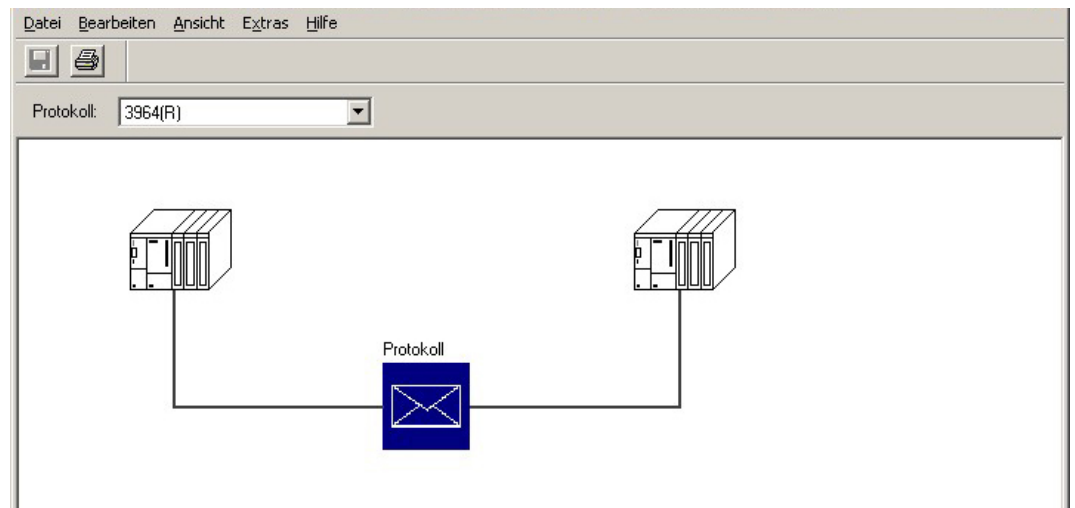 Datei Bearbeiten Ansicht Extras Hilfe
Protokoll: 3964(R)
Protokoll